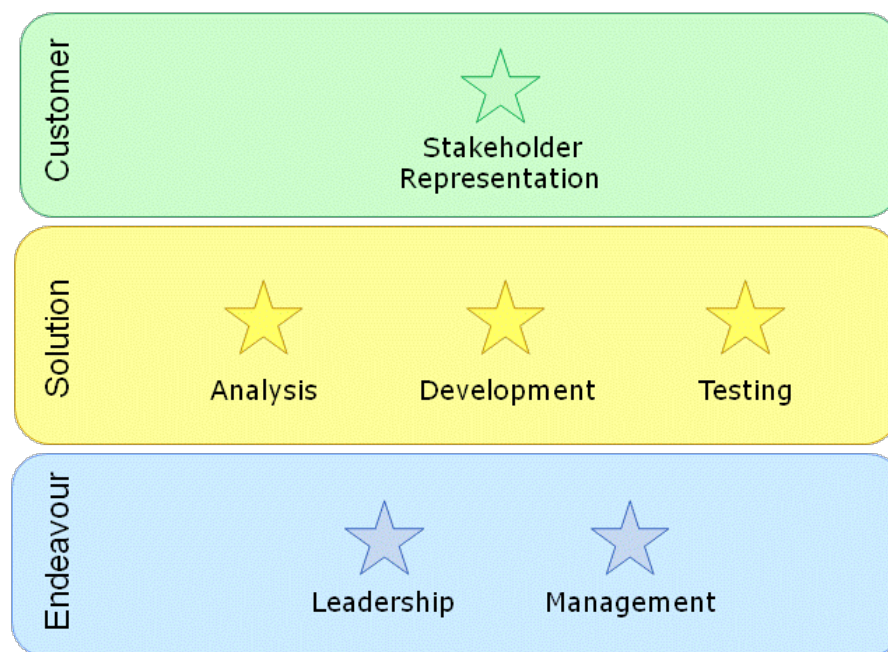 Customer
Stakeholder
Representation
Solution
Analysis
Development
Testing
Endeavour
Leadership
Management